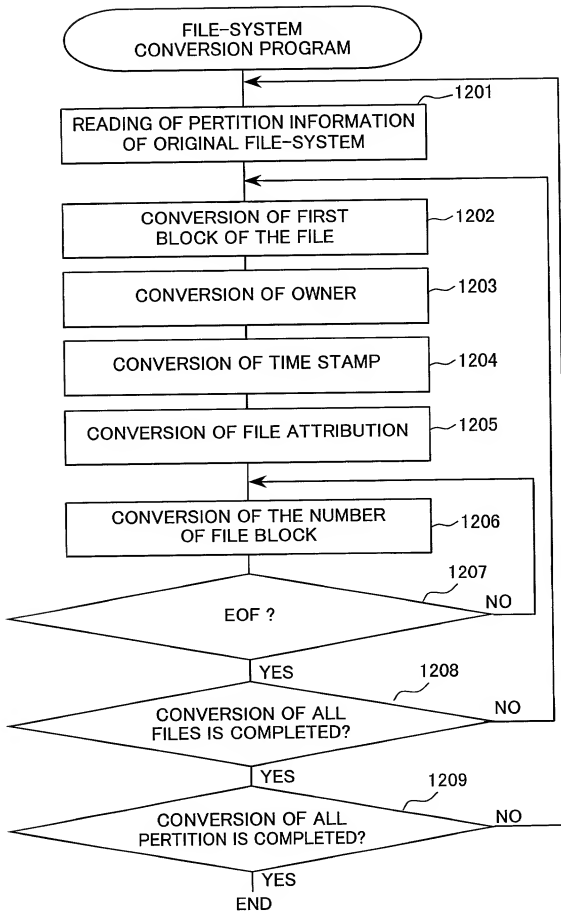 FILE-SYSTEM
CONVERSION PROGRAM
1201
READING OF PERTITION INFORMATION
OF ORIGINAL FILE-SYSTEM
CONVERSION OF FIRST
BLOCK OF THE FILE
1202
CONVERSION OF OWNER
1203
CONVERSION OF TIME STAMP
1204
CONVERSION OF FILE ATTRIBUTION
1205
CONVERSION OF THE NUMBER
OF FILE BLOCK
1206
1207
EOF ?
NO
YES
1208
CONVERSION OF ALL
FILES IS COMPLETED?
NO
YES
1209
CONVERSION OF ALL
PERTITION IS COMPLETED?
NO
YES
END